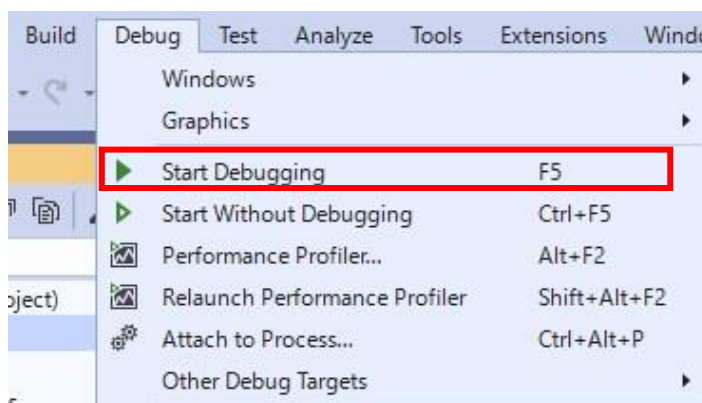 Build Debug Test Analyze Tools Extensions
Windows
Graphics
Start Debugging F5
Start Without Debugging Ctrl+F5
Performance Profiler... Alt+F2
oject) Relaunch Performance Profiler Shift+Alt+F2
Attach to Process... Ctrl+Alt+P
Other Debug Targets